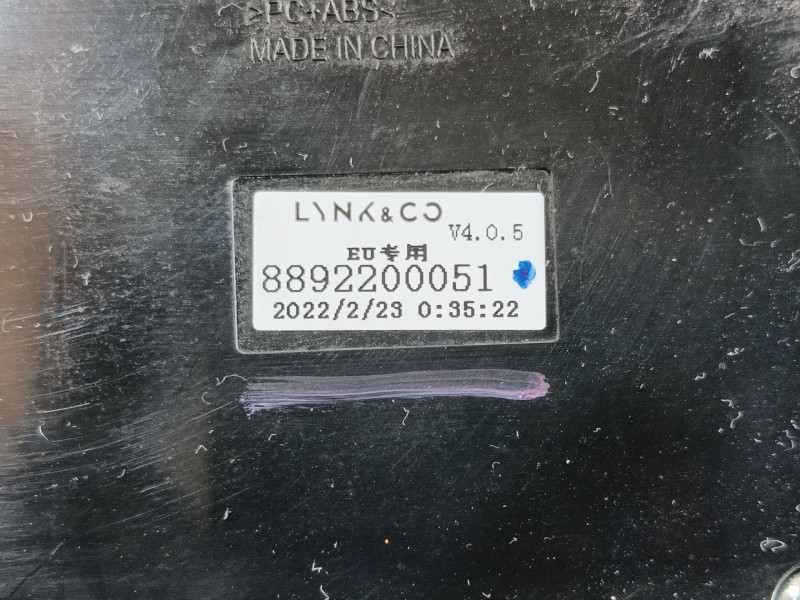 >PC+ABS<
MADE IN CHINA
LYNK & CO
V4.0.5
EU专用
8892200051
2022/2/23 0:35:22